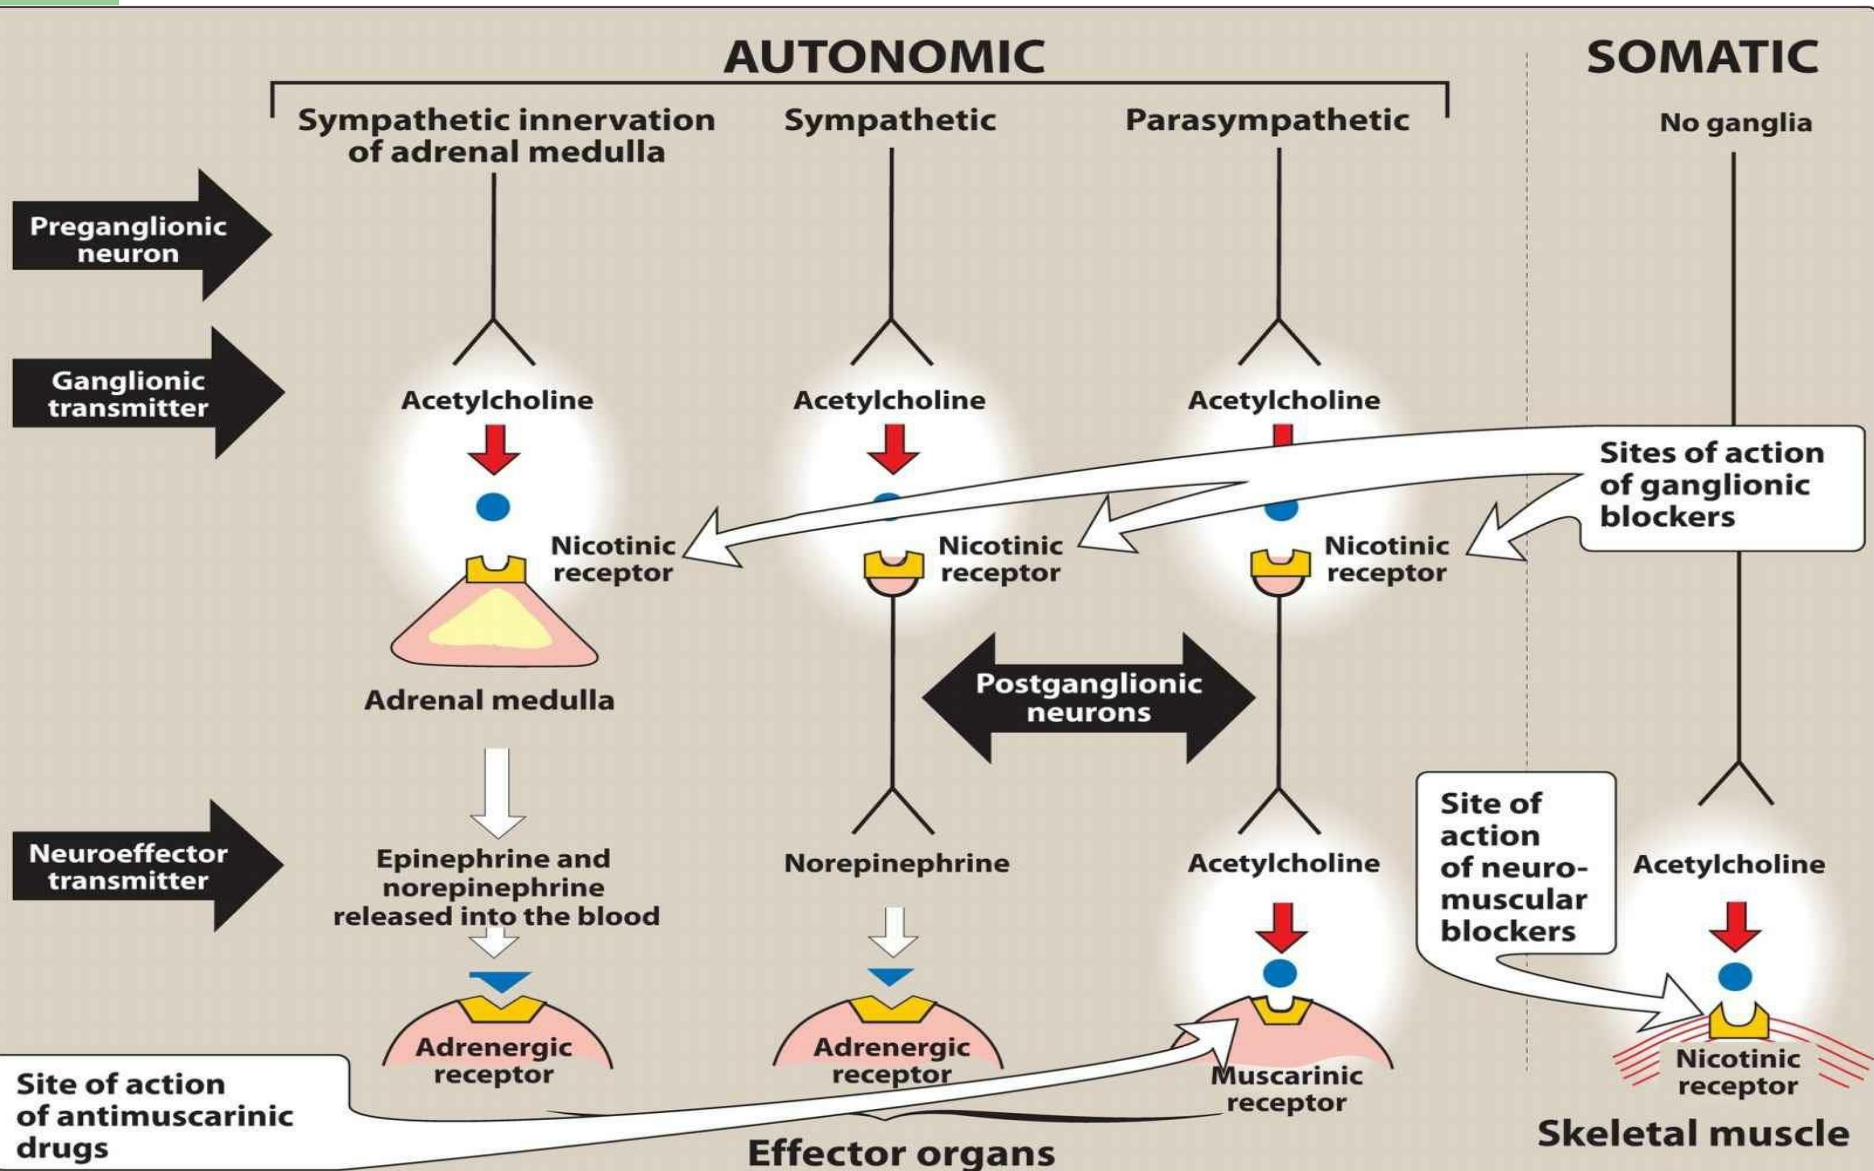 AUTONOMIC
SOMATIC
Sympathetic innervation
of adrenal medulla
Sympathetic
Parasympathetic
No ganglia
Preganglionic
neuron
Ganglionic
transmitter
Acetylcholine
Acetylcholine
Acetylcholine
Sites of action
of ganglionic
blockers
Nicotinic
receptor
Nicotinic
receptor
Nicotinic
receptor
Adrenal medulla
Postganglionic
neurons
Site of
action
of neuro-
muscular
blockers
Neuroeffector
transmitter
Epinephrine and
norepinephrine
released into the blood
Norepinephrine
Acetylcholine
Acetylcholine
Adrenergic
receptor
Adrenergic
receptor
Muscarinic
receptor
Nicotinic
receptor
Site of action
of antimuscarinic
drugs
Effector organs
Skeletal muscle